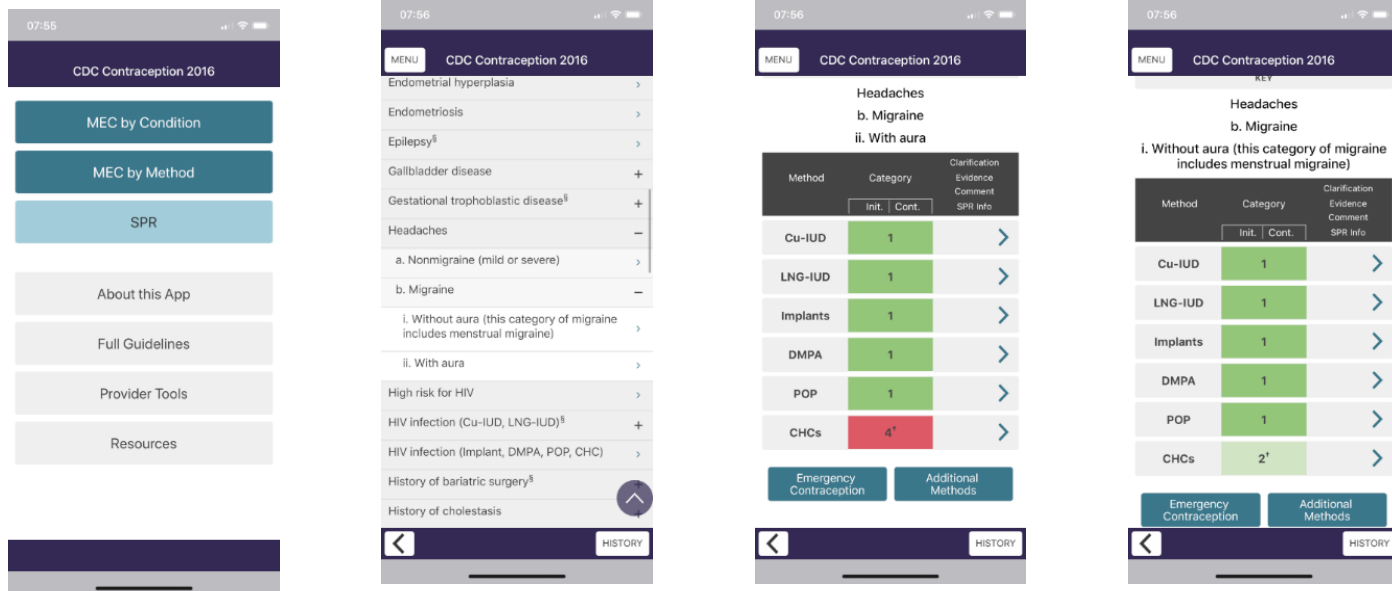 07:55
CDC Contraception 2016
MEC by Condition
MEC by Method
SPR
About this App
Full Guidelines
Provider Tools
Resources
07:56
MENU CDC Contraception 2016
Endometrial hyperplasia ›
Endometriosis ›
Epilepsy§ ›
Gallbladder disease +
Gestational trophoblastic disease§ +
Headaches –
a. Nonmigraine (mild or severe) ›
b. Migraine –
i. Without aura (this category of migraine
includes menstrual migraine) ›
ii. With aura ›
High risk for HIV ›
HIV infection (Cu-IUD, LNG-IUD)§ +
HIV infection (Implant, DMPA, POP, CHC) ›
History of bariatric surgery§ +
History of cholestasis +
HISTORY
07:56
MENU CDC Contraception 2016
Headaches
b. Migraine
ii. With aura
Clarification
Method Category Evidence
Comment
Init. | Cont. SPR Info
Cu-IUD 1
LNG-IUD 1
Implants 1
DMPA 1
POP 1
CHCs 4†
Emergency
Contraception
Additional
Methods
HISTORY
07:56
MENU CDC Contraception 2016
KEY
Headaches
b. Migraine
i. Without aura (this category of migraine
includes menstrual migraine)
Clarification
Method Category Evidence
Comment
Init. | Cont. SPR Info
Cu-IUD 1
LNG-IUD 1
Implants 1
DMPA 1
POP 1
CHCs 2†
Emergency
Contraception
Additional
Methods
HISTORY